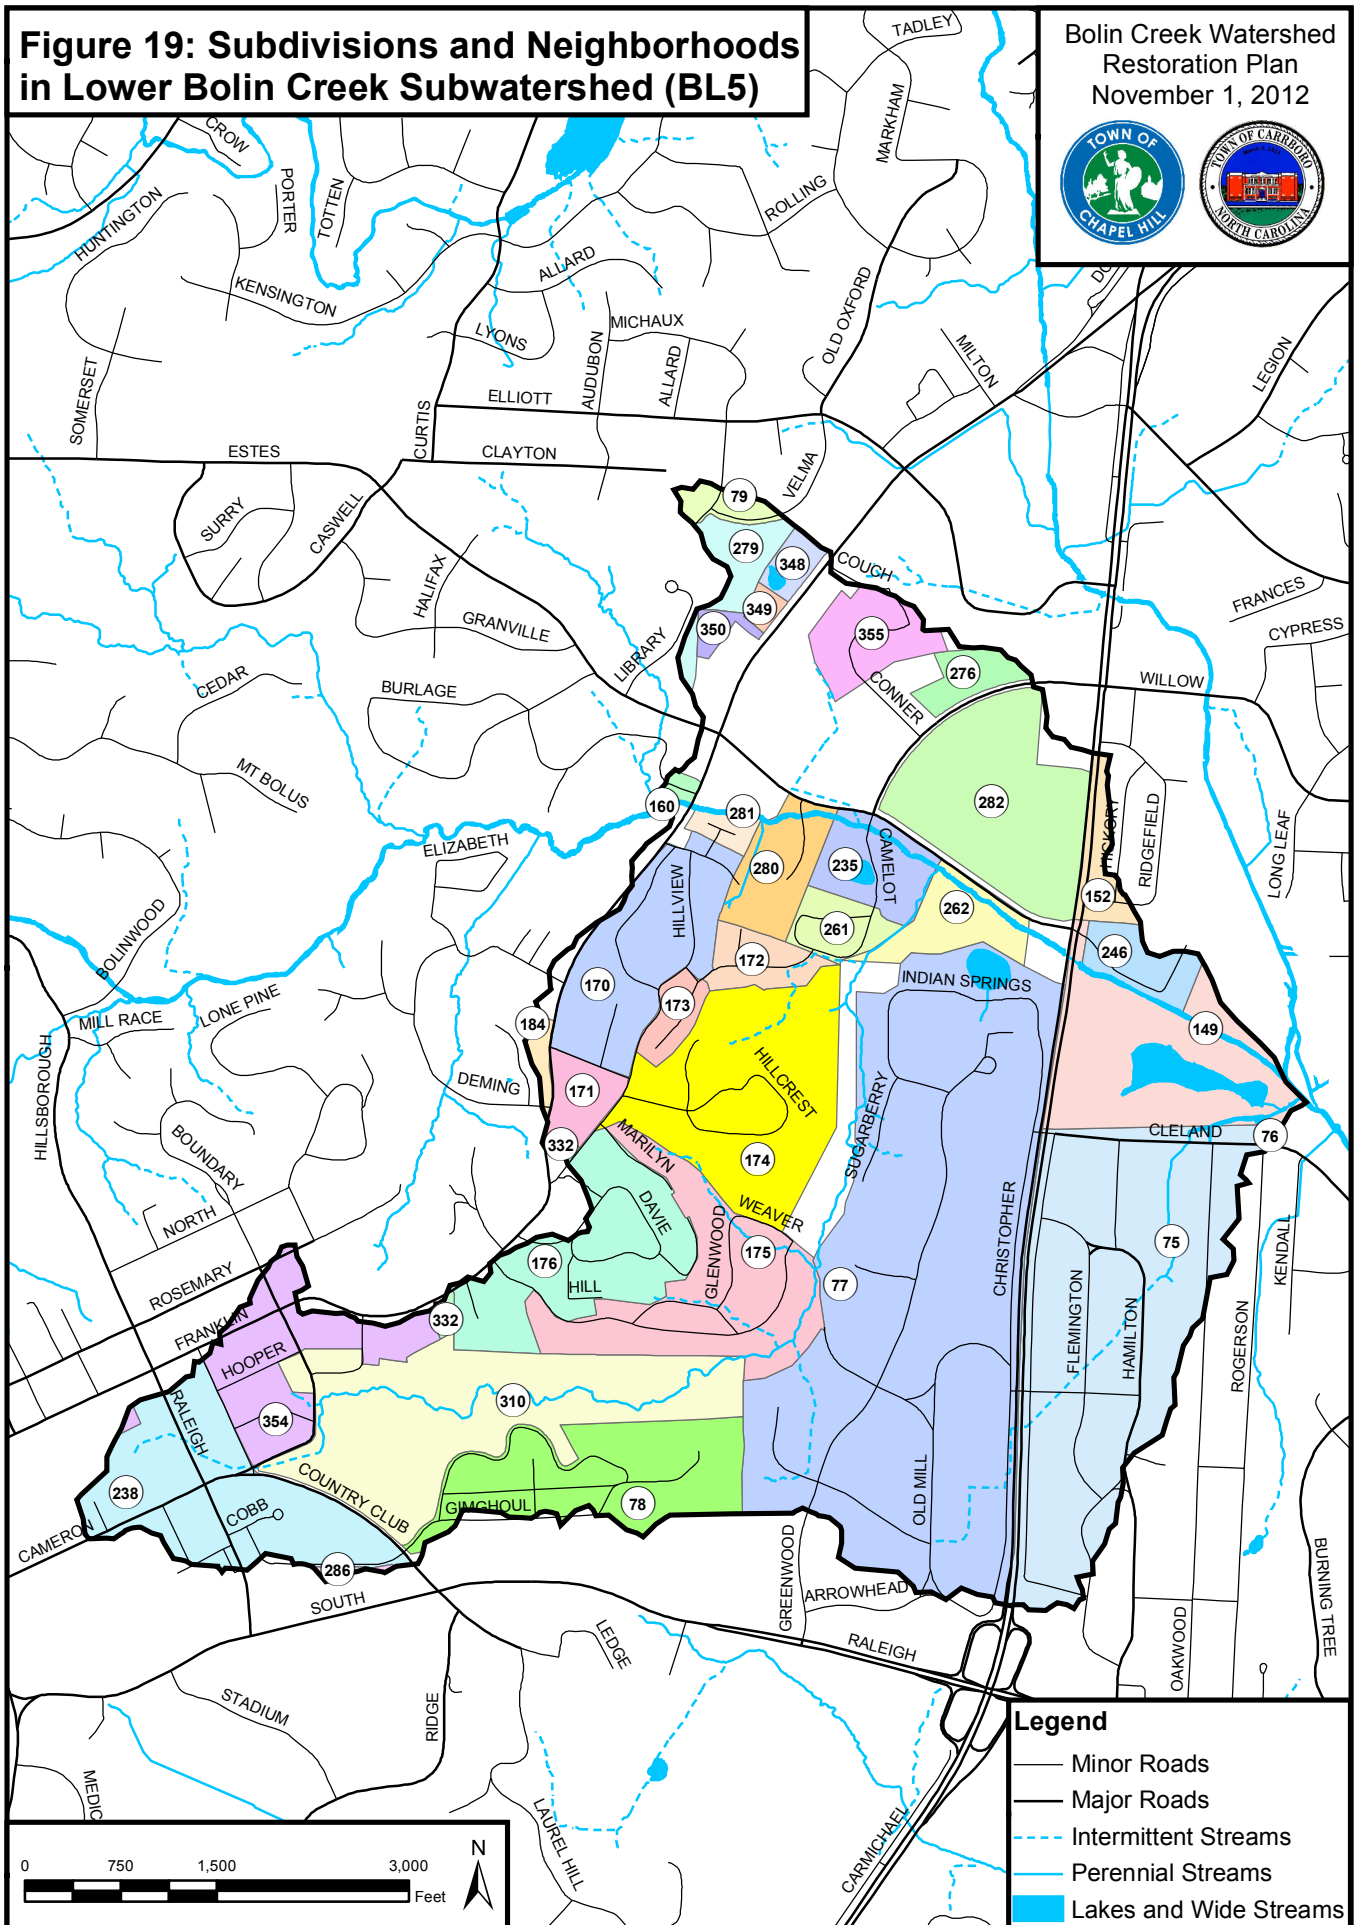 Figure 19: Subdivisions and Neighborhoods
in Lower Bolin Creek Subwatershed (BL5)
Bolin Creek Watershed
Restoration Plan
November 1, 2012
TOWN OF
CHAPEL HILL
TOWN OF CARRBORO
NORTH CAROLINA
TADLEY
CROW
MARKHAM
PORTER
TOTTEN
HUNTINGTON
ROLLING
ALLARD
KENSINGTON
OLD OXFORD
LYONS
MICHAUX
AUDUBON
ALLARD
MILTON
LEGION
SOMERSET
ELLIOTT
CURTIS
ESTES
CLAYTON
VELMA
79
SURRY
CASWELL
279
348
COUGH
HALIFAX
349
FRANCES
GRANVILLE
350
355
CYPRESS
LIBRARY
276
CEDAR
BURLAGE
CONNER
WILLOW
MT BOLUS
160
281
282
HICKORY
RIDGEFIELD
LONG LEAF
ELIZABETH
CAMELOT
280
235
HILLVIEW
152
262
BOLINWOOD
261
246
172
170
INDIAN SPRINGS
173
LONE PINE
MILL RACE
184
149
HILLSBOROUGH
HILLCREST
DEMING
171
SUGARBERRY
BOUNDARY
332
MARILYN
CLELAND
76
174
NORTH
DAVIE
WEAVER
CHRISTOPHER
75
KENDALL
GLENWOOD
175
176
ROSEMARY
HILL
77
332
FRANKLIN
FLEMINGTON
HAMILTON
ROGERSON
HOOPER
310
RALEIGH
354
238
COUNTRY CLUB
OLD MILL
GIMGHOUL
78
COBB
CAMERON
GREENWOOD
BURNING TREE
286
ARROWHEAD
SOUTH
LEDGE
RALEIGH
OAKWOOD
STADIUM
RIDGE
MEDIC
LAUREL HILL
CARMICHAEL
Legend
Minor Roads
Major Roads
Intermittent Streams
Perennial Streams
Lakes and Wide Streams
N
0 750 1,500 3,000
Feet